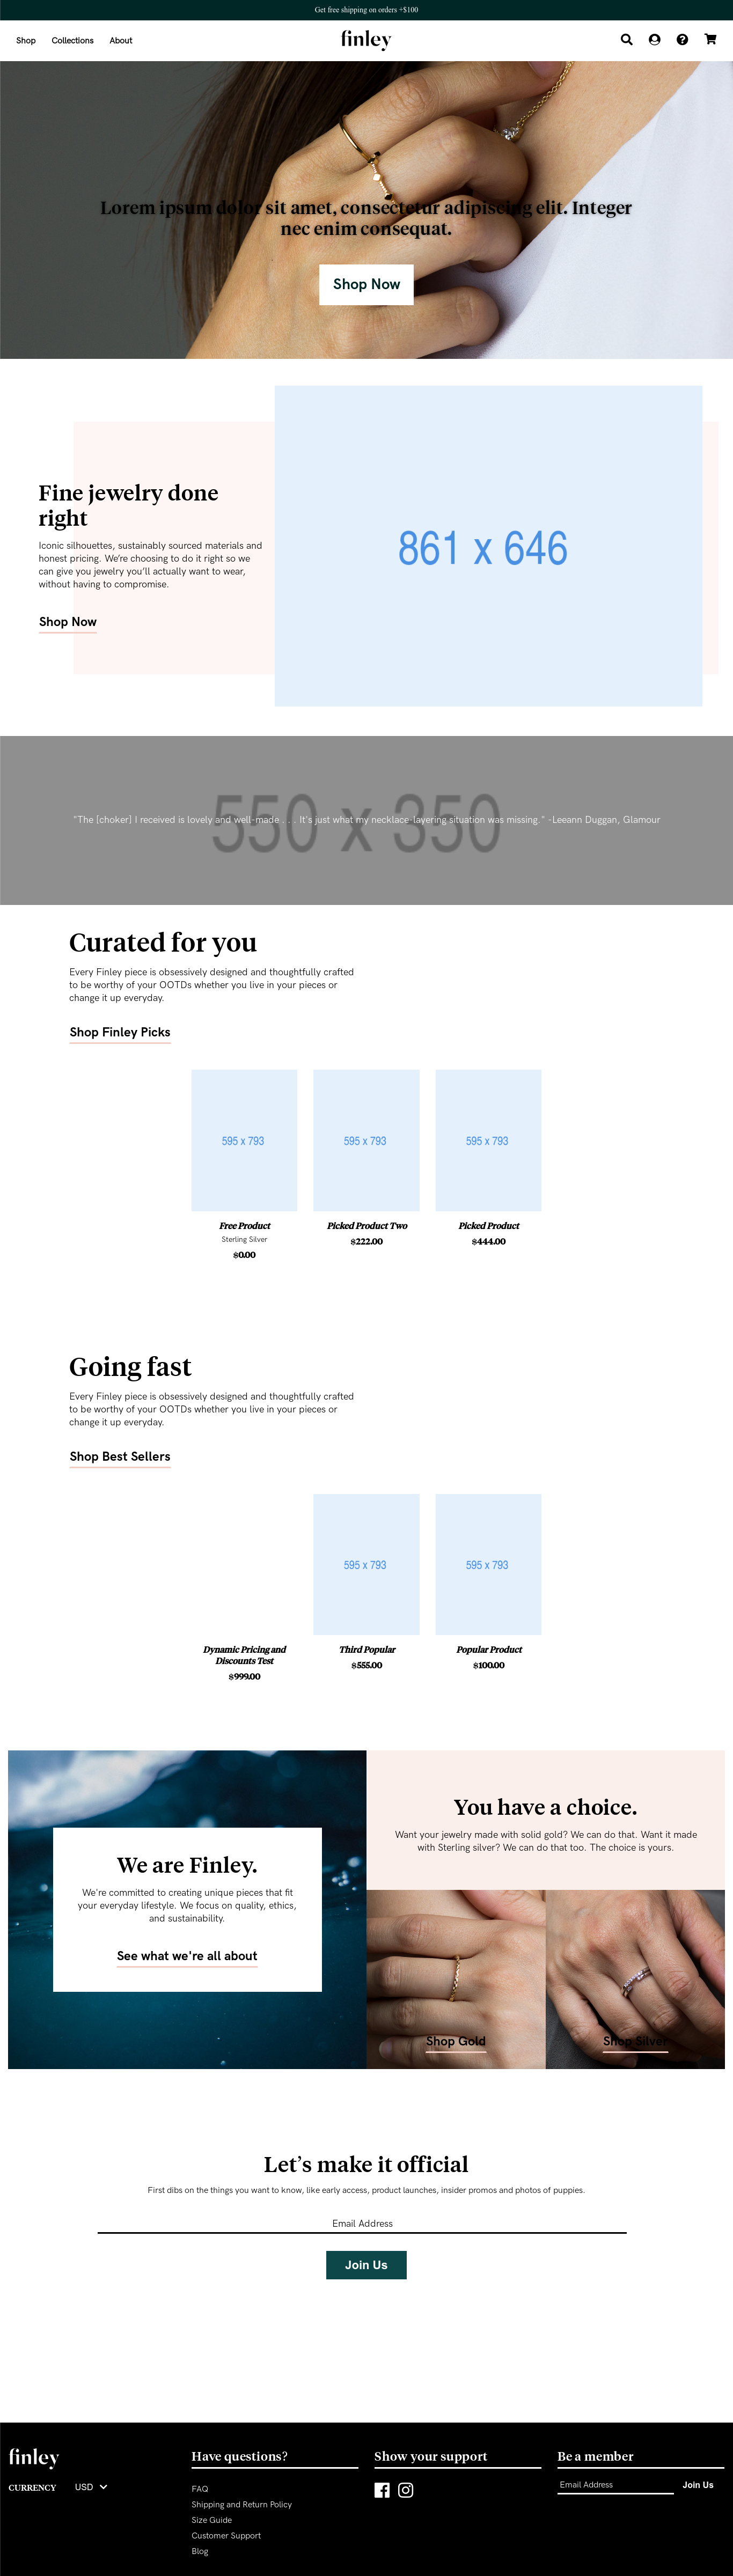 Get free shipping on orders +$100
Shop Collections About
finley
Lorem ipsum dolor sit amet, consectetur adipiscing elit. Integer
nec enim consequat.
Shop Now
Fine jewelry done
right
Iconic silhouettes, sustainably sourced materials and
honest pricing. We’re choosing to do it right so we
can give you jewelry you’ll actually want to wear,
without having to compromise.
Shop Now
861 x 646
550 x 350
"The [choker] I received is lovely and well-made . . . It's just what my necklace-layering situation was missing." -Leeann Duggan, Glamour
Curated for you
Every Finley piece is obsessively designed and thoughtfully crafted
to be worthy of your OOTDs whether you live in your pieces or
change it up everyday.
Shop Finley Picks
595 x 793
595 x 793
595 x 793
Free Product
Sterling Silver
$0.00
Picked Product Two
$222.00
Picked Product
$444.00
Going fast
Every Finley piece is obsessively designed and thoughtfully crafted
to be worthy of your OOTDs whether you live in your pieces or
change it up everyday.
Shop Best Sellers
595 x 793
595 x 793
Dynamic Pricing and
Discounts Test
$999.00
Third Popular
$555.00
Popular Product
$100.00
We are Finley.
We're committed to creating unique pieces that fit
your everyday lifestyle. We focus on quality, ethics,
and sustainability.
See what we're all about
You have a choice.
Want your jewelry made with solid gold? We can do that. Want it made
with Sterling silver? We can do that too. The choice is yours.
Shop Gold
Shop Silver
Let’s make it official
First dibs on the things you want to know, like early access, product launches, insider promos and photos of puppies.
Email Address
Join Us
finley
CURRENCY USD
Have questions?
FAQ
Shipping and Return Policy
Size Guide
Customer Support
Blog
Show your support
Be a member
Email Address
Join Us